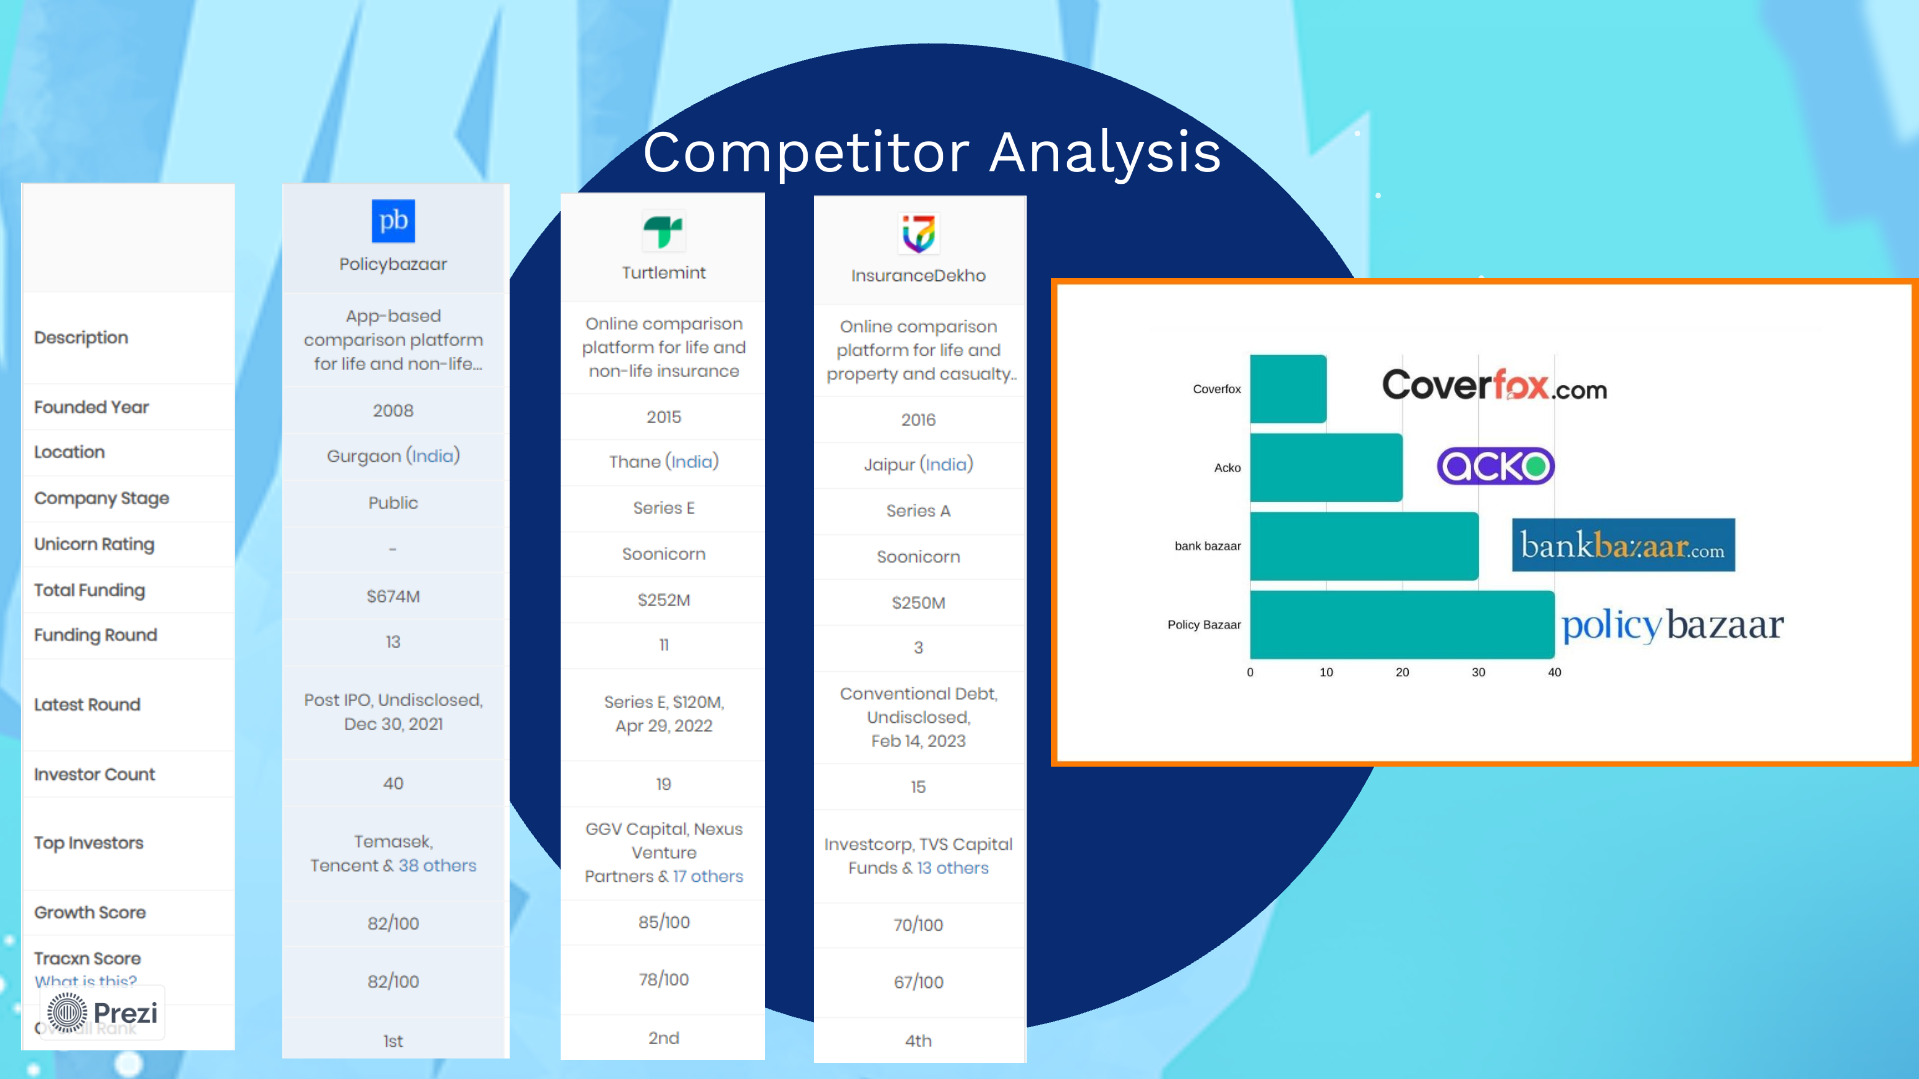 Competitor Analysis
Description
Founded Year
Location
Company Stage
Unicorn Rating
Total Funding
Funding Round
Latest Round
Investor Count
Top Investors
Growth Score
Tracxn Score
What is this?
Prezi
Rank
pb
Policybazaar
App-based
comparison platform
for life and non-life...
2008
Gurgaon (India)
Public
-
$674M
13
Post IPO, Undisclosed,
Dec 30, 2021
40
Temasek,
Tencent & 38 others
82/100
82/100
1st
Turtlemint
Online comparison
platform for life and
non-life insurance
2015
Thane (India)
Series E
Soonicorn
$252M
11
Series E, $120M,
Apr 29, 2022
19
GGV Capital, Nexus
Venture
Partners & 17 others
85/100
78/100
2nd
InsuranceDekho
Online comparison
platform for life and
property and casualty..
2016
Jaipur (India)
Series A
Soonicorn
$250M
3
Conventional Debt,
Undisclosed,
Feb 14, 2023
15
Investcorp, TVS Capital
Funds & 13 others
70/100
67/100
4th
Coverfox
Coverfox.com
Acko
ACKO
bank bazaar
bankbazaar.com
Policy Bazaar
policybazaar
0 10 20 30 40